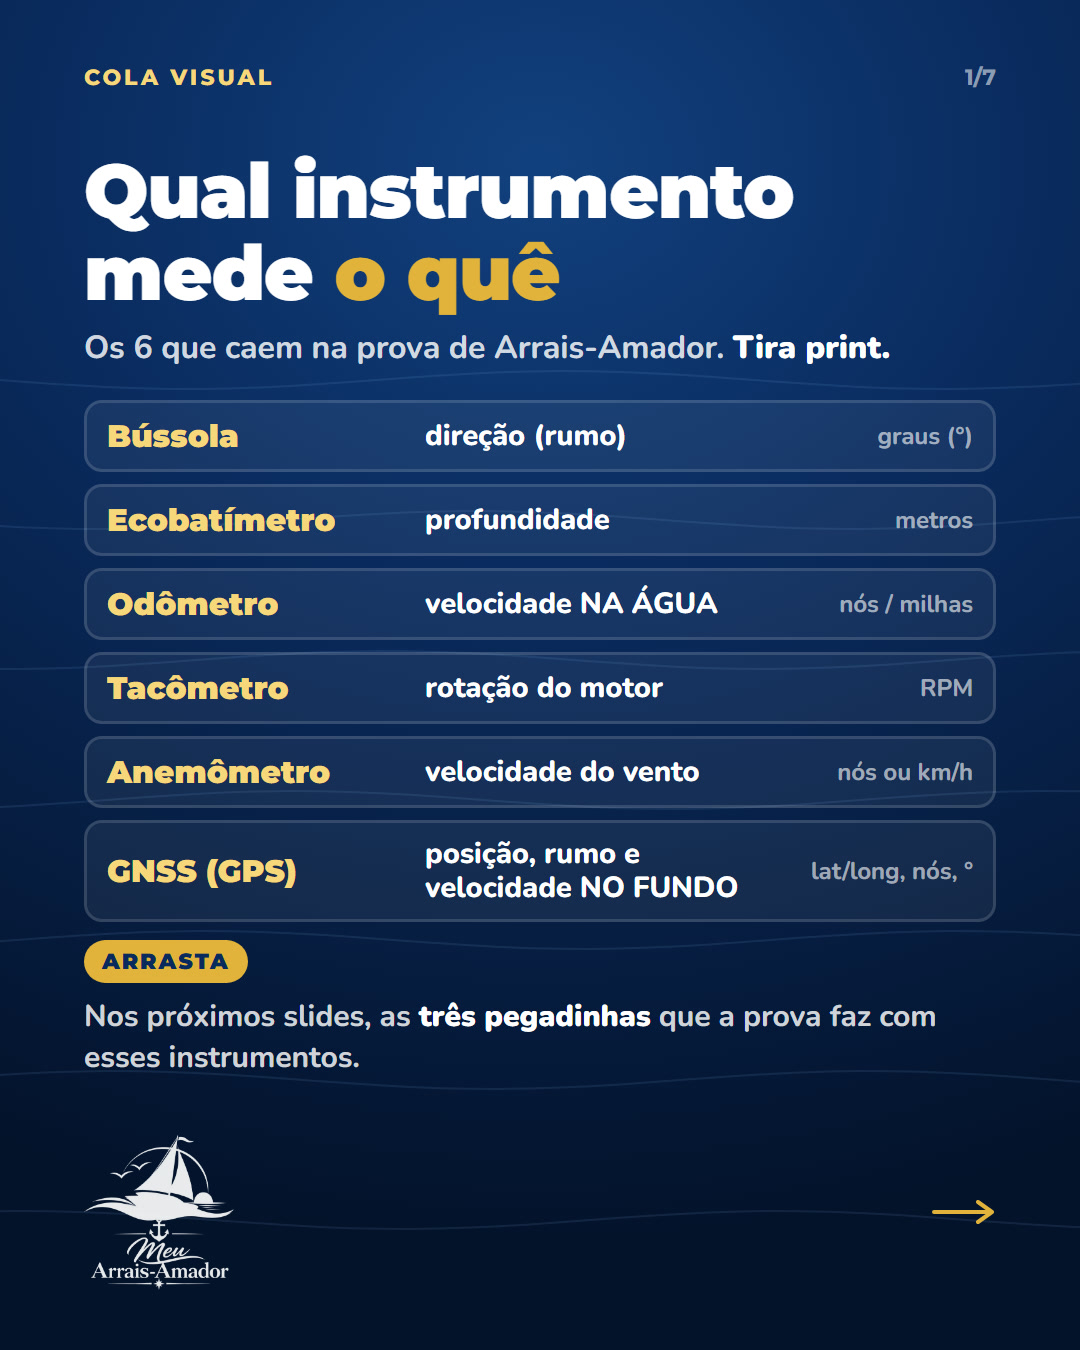 COLA VISUAL
1/7
Qual instrumento
mede o quê
Os 6 que caem na prova de Arrais-Amador. Tira print.
Bússola direção (rumo) graus (°)
Ecobatímetro profundidade metros
Odômetro velocidade NA ÁGUA nós / milhas
Tacômetro rotação do motor RPM
Anemômetro velocidade do vento nós ou km/h
GNSS (GPS) posição, rumo e
velocidade NO FUNDO lat/long, nós, °
ARRASTA
Nos próximos slides, as três pegadinhas que a prova faz com
esses instrumentos.
Meu
Arrais-Amador